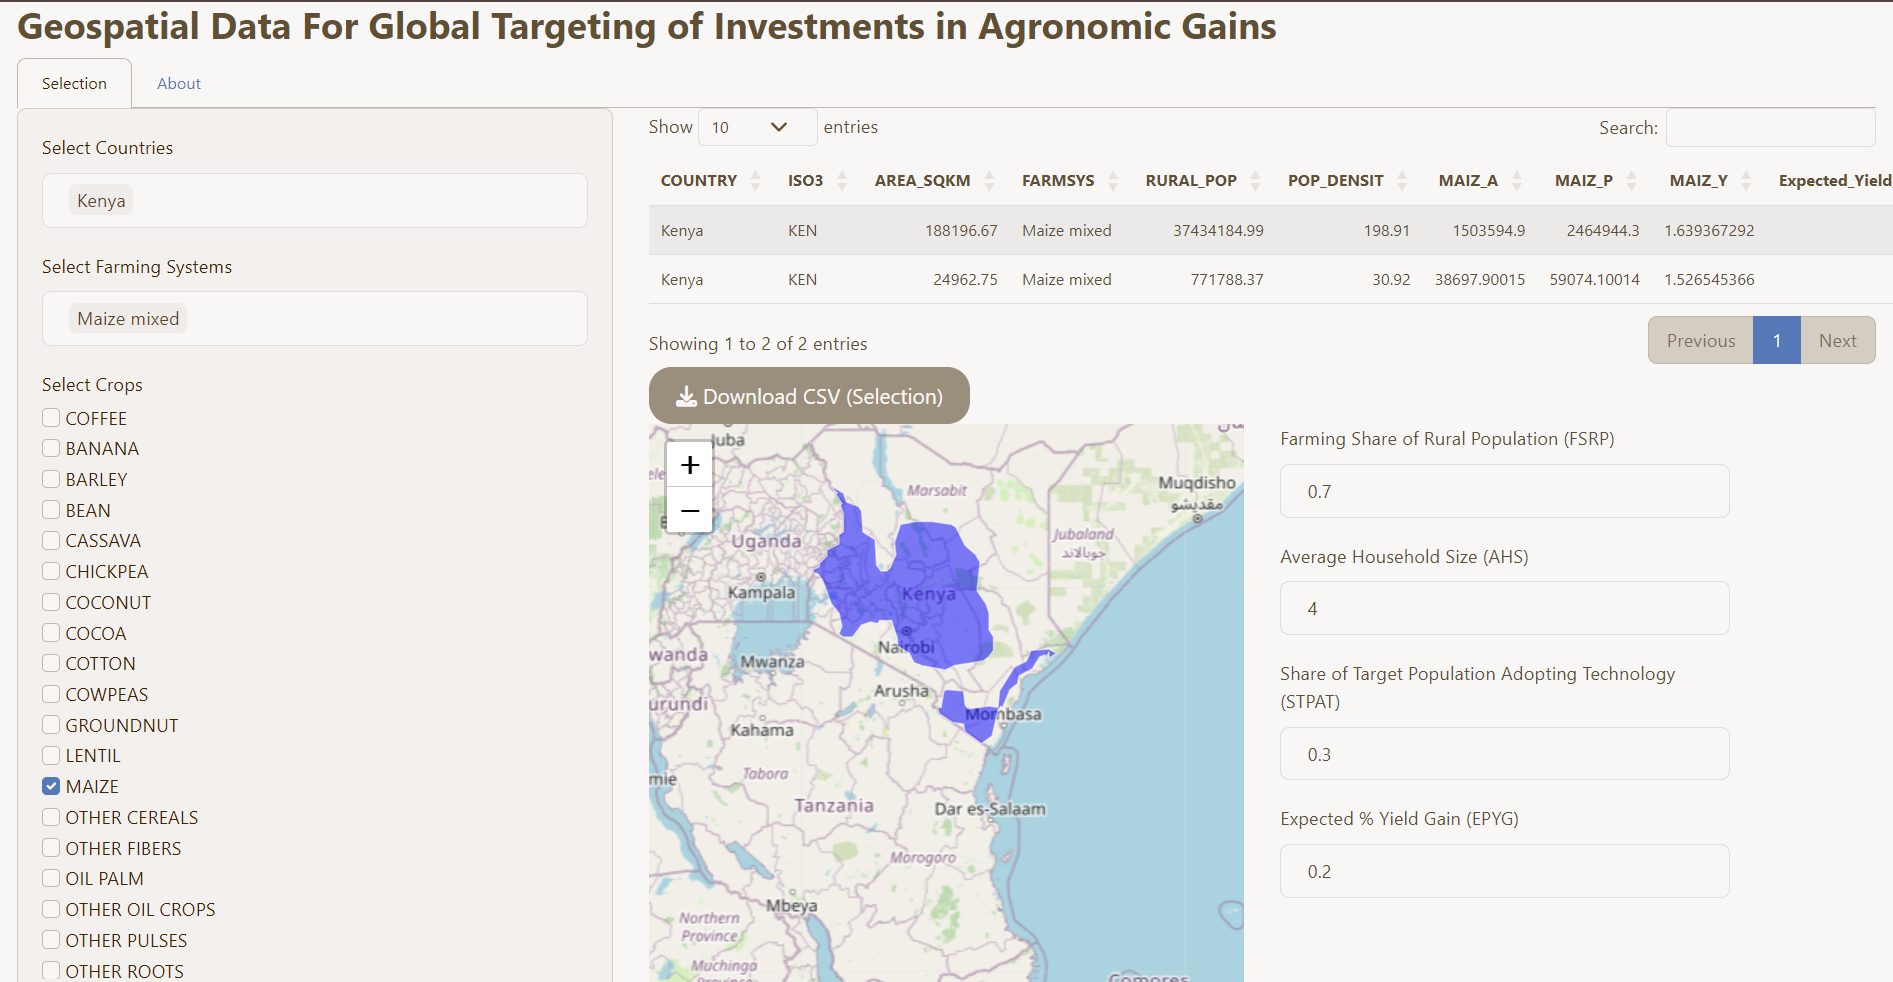 Geospatial Data For Global Targeting of Investments in Agronomic Gains
Selection
About
Select Countries
Kenya
Select Farming Systems
Maize mixed
Select Crops
COFFEE
BANANA
BARLEY
BEAN
CASSAVA
CHICKPEA
COCONUT
COCOA
COTTON
COWPEAS
GROUNDNUT
LENTIL
MAIZE
OTHER CEREALS
OTHER FIBERS
OIL PALM
OTHER OIL CROPS
OTHER PULSES
OTHER ROOTS
Show 10 entries
Search:
COUNTRY ISO3 AREA_SQKM FARMSYS RURAL_POP POP_DENSIT MAIZ_A MAIZ_P MAIZ_Y Expected_Yield_
Kenya KEN 188196.67 Maize mixed 37434184.99 198.91 1503594.9 2464944.3 1.639367292
Kenya KEN 24962.75 Maize mixed 771788.37 30.92 38697.90015 59074.10014 1.526545366
Showing 1 to 2 of 2 entries
Previous 1 Next
Download CSV (Selection)
+
−
Juba
Marsabit
Muqdisho
مقديشو
Uganda
Jubaland
جوبالاند
Kampala
Kenya
Nairobi
wanda
Mwanza
Arusha
urundi
Mombasa
Kahama
mie
Tabora
Tanzania
Dar es-Salaam
Morogoro
Mbeya
Northern
Province
Muchinga
Comores
Farming Share of Rural Population (FSRP)
0.7
Average Household Size (AHS)
4
Share of Target Population Adopting Technology
(STPAT)
0.3
Expected % Yield Gain (EPYG)
0.2